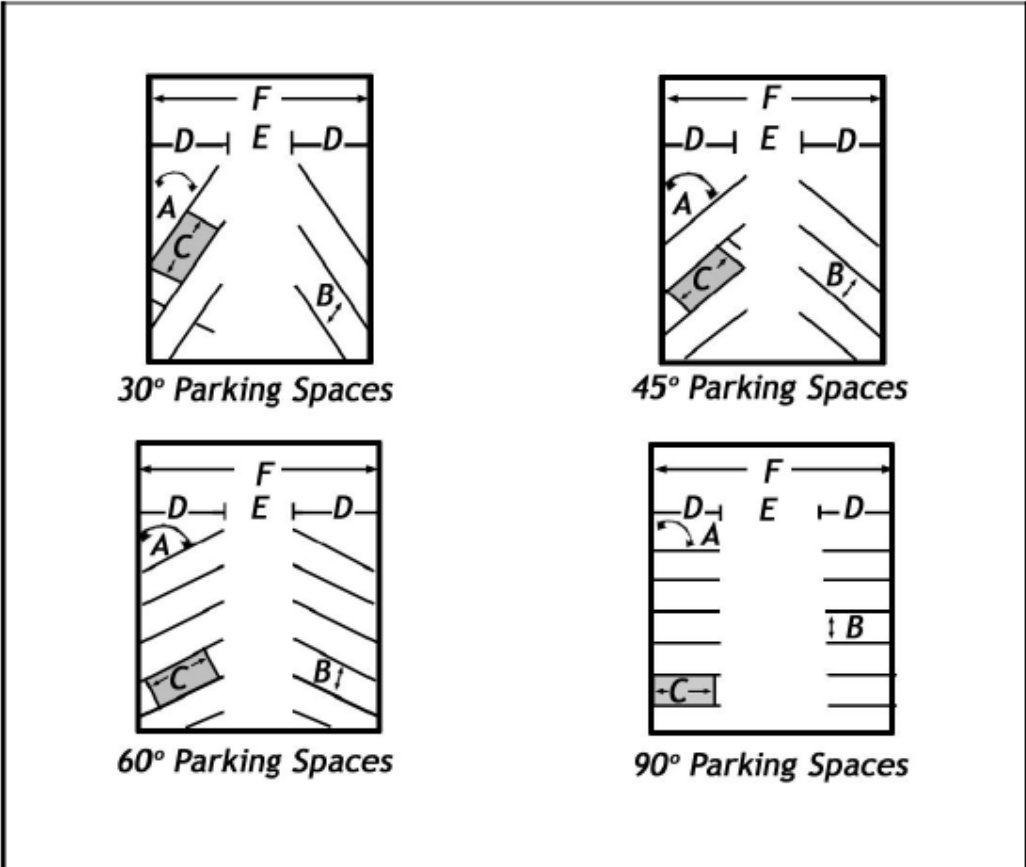 F F
D E D D E D
A A
C C
B B
30° Parking Spaces 45° Parking Spaces
F F
D E D D E D
A A
B
C B C
60° Parking Spaces 90° Parking Spaces